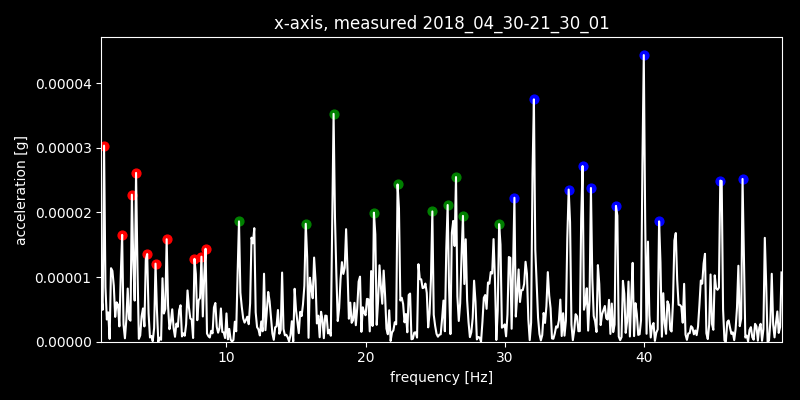 x-axis, measured 2018_04_30-21_30_01
0.00004
0.00003
0.00002
0.00001
0.00000
acceleration [g]
10 20 30 40
frequency [Hz]